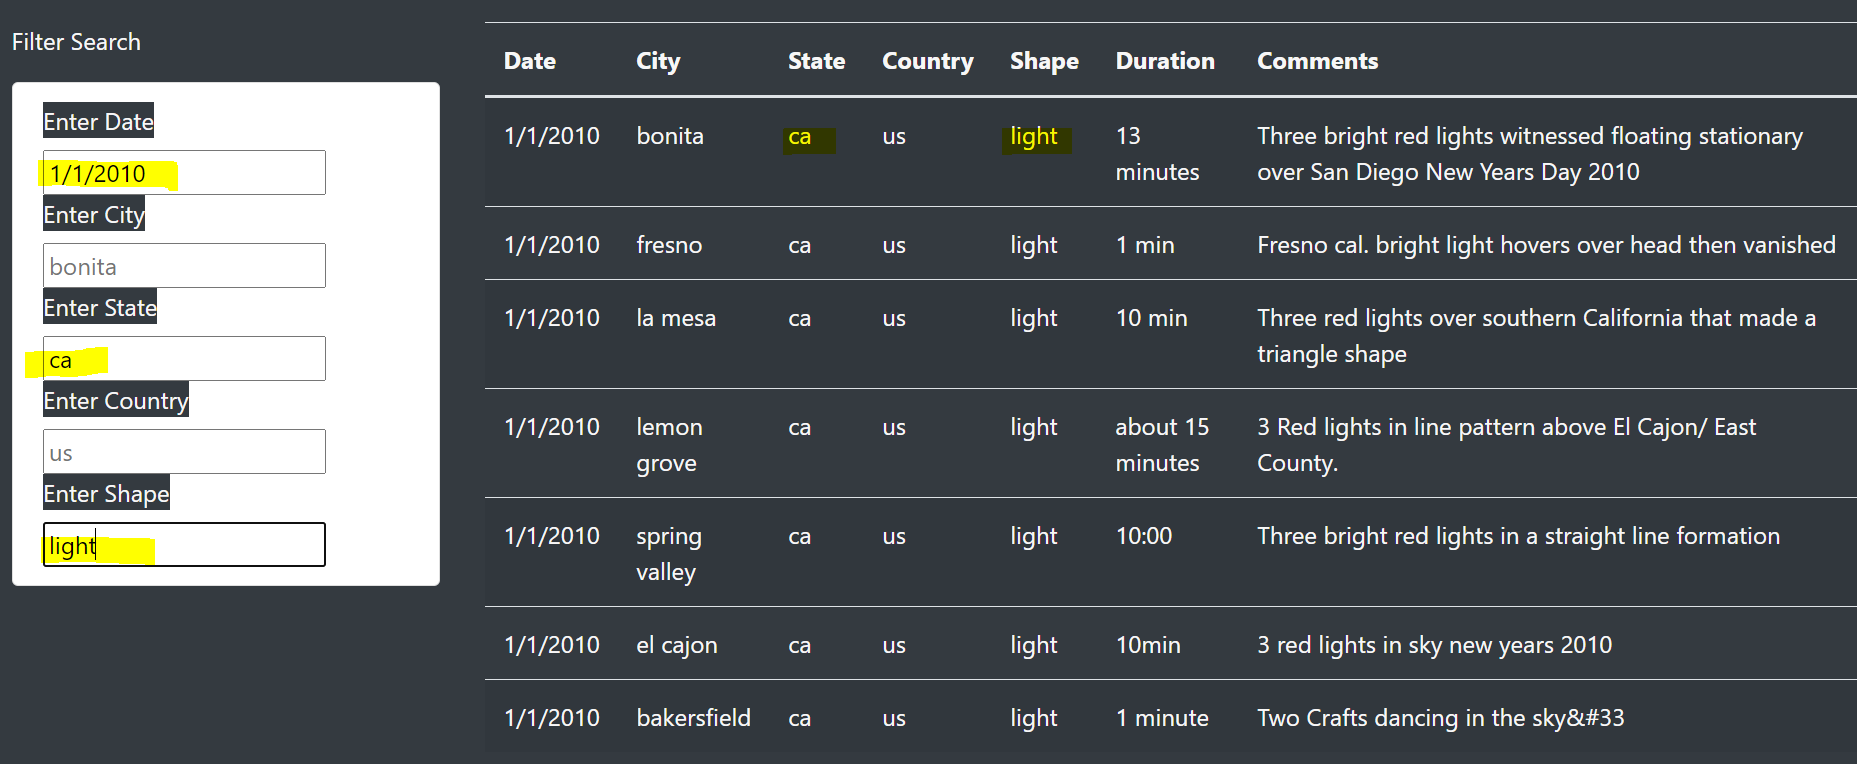 Filter Search
Enter Date
1/1/2010
Enter City
bonita
Enter State
ca
Enter Country
us
Enter Shape
light
Date City State Country Shape Duration Comments
1/1/2010 bonita ca us light 13 Three bright red lights witnessed floating stationary
minutes over San Diego New Years Day 2010
1/1/2010 fresno ca us light 1 min Fresno cal. bright light hovers over head then vanished
1/1/2010 la mesa ca us light 10 min Three red lights over southern California that made a
triangle shape
1/1/2010 lemon ca us light about 15 3 Red lights in line pattern above El Cajon/ East
grove minutes County.
1/1/2010 spring ca us light 10:00 Three bright red lights in a straight line formation
valley
1/1/2010 el cajon ca us light 10min 3 red lights in sky new years 2010
1/1/2010 bakersfield ca us light 1 minute Two Crafts dancing in the sky&#33